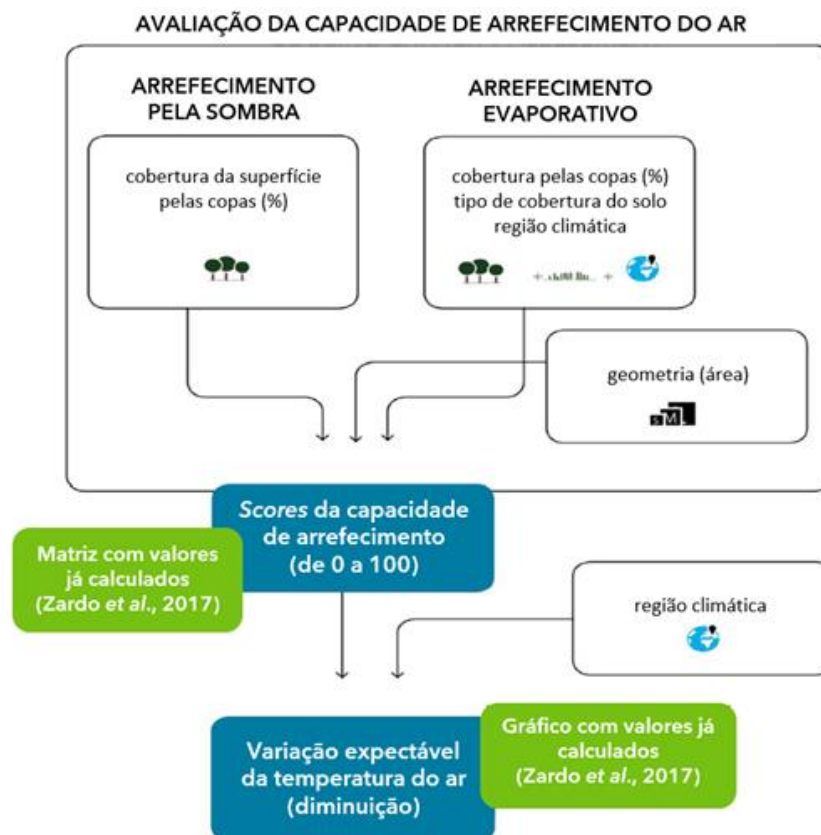 AVALIAÇÃO DA CAPACIDADE DE ARREFECIMENTO DO AR
ARREFECIMENTO
PELA SOMBRA
cobertura da superfície
pelas copas (%)
ARREFECIMENTO
EVAPORATIVO
cobertura pelas copas (%)
tipo de cobertura do solo
região climática
+ +
geometria (área)
S M L
Scores da capacidade
de arrefecimento
(de 0 a 100)
Matriz com valores
já calculados
(Zardo et al., 2017)
região climática
Variação expectável
da temperatura do ar
(diminuição)
Gráfico com valores já
calculados
(Zardo et al., 2017)